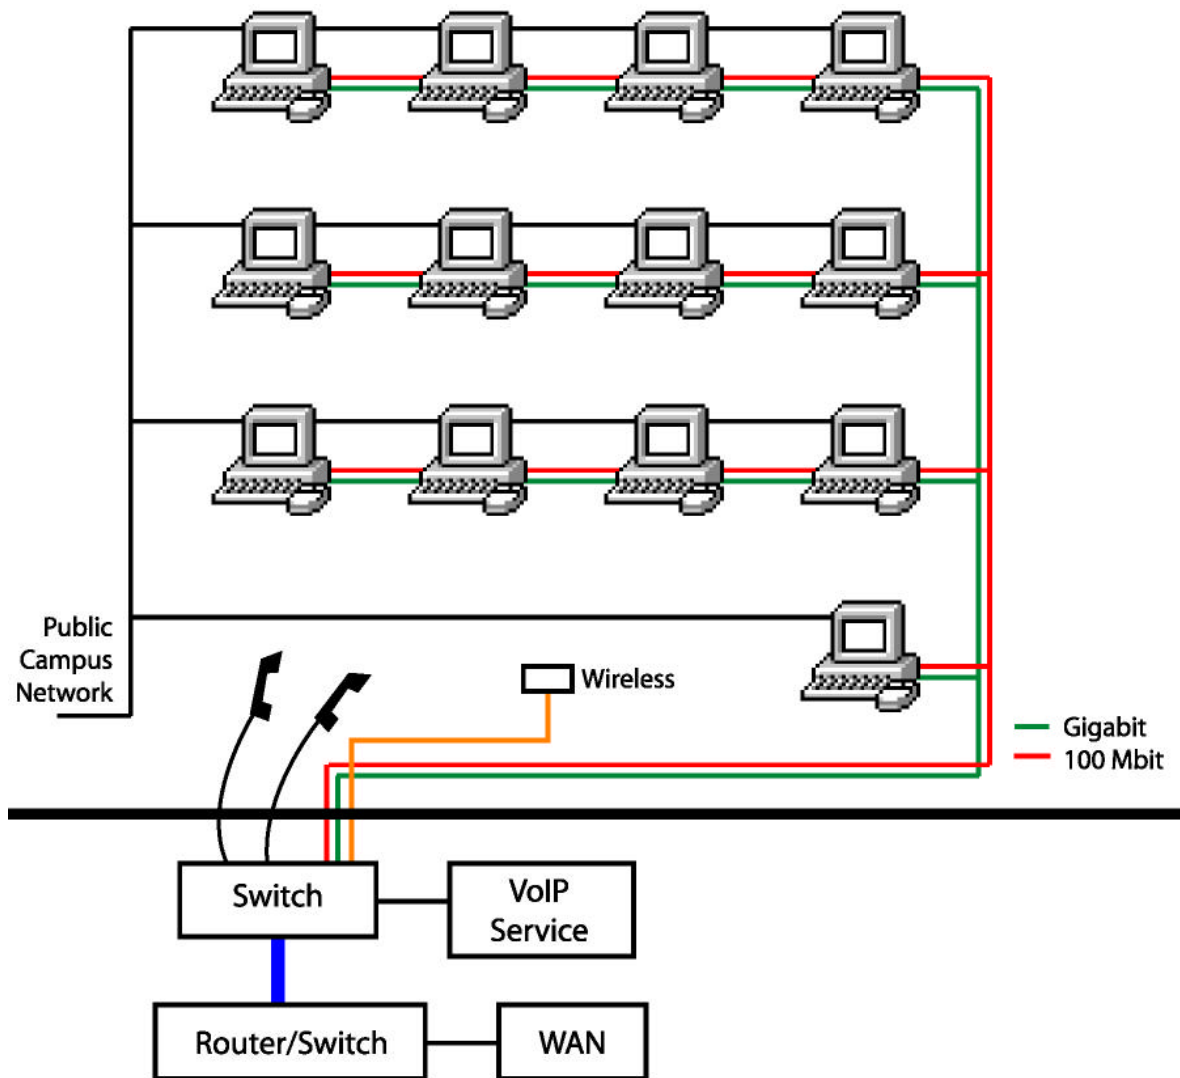 Public
Campus
Network
Wireless
Gigabit
100 Mbit
Switch
VoIP
Service
Router/Switch
WAN